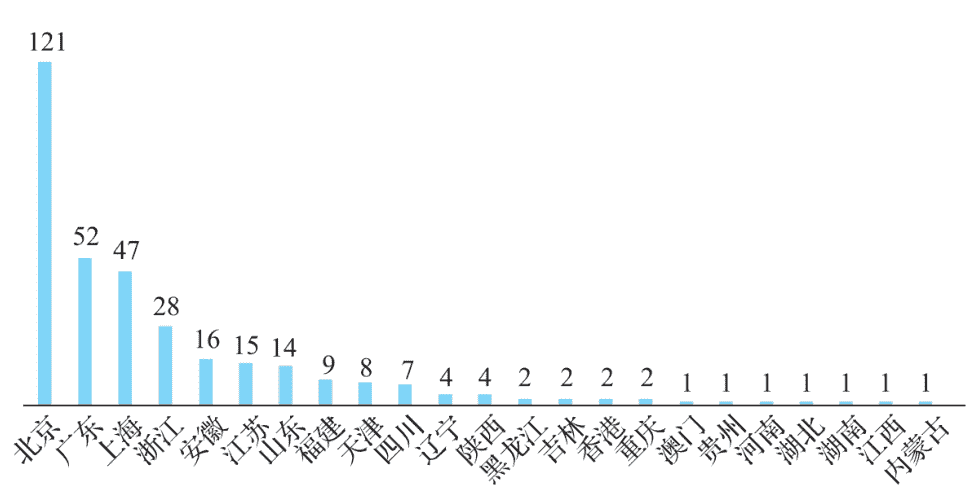 121
52
47
28
16
15
14
9
8
7
4
4
2
2
2
2
1
1
1
1
1
1
1
北京
广东
上海
浙江
安徽
江苏
山东
福建
天津
四川
辽宁
陕西
黑龙江
吉林
香港
重庆
澳门
贵州
河南
湖北
湖南
江西
内蒙古